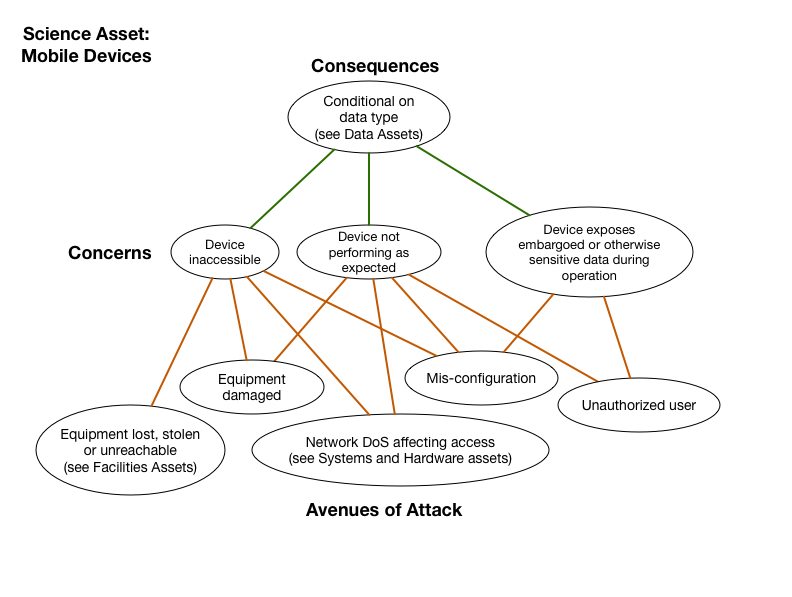 Science Asset:
Mobile Devices
Consequences
Conditional on
data type
(see Data Assets)
Concerns
Device
inaccessible
Device not
performing as
expected
Device exposes
embargoed or otherwise
sensitive data during
operation
Equipment
damaged
Mis-configuration
Unauthorized user
Equipment lost, stolen
or unreachable
(see Facilities Assets)
Network DoS affecting access
(see Systems and Hardware assets)
Avenues of Attack